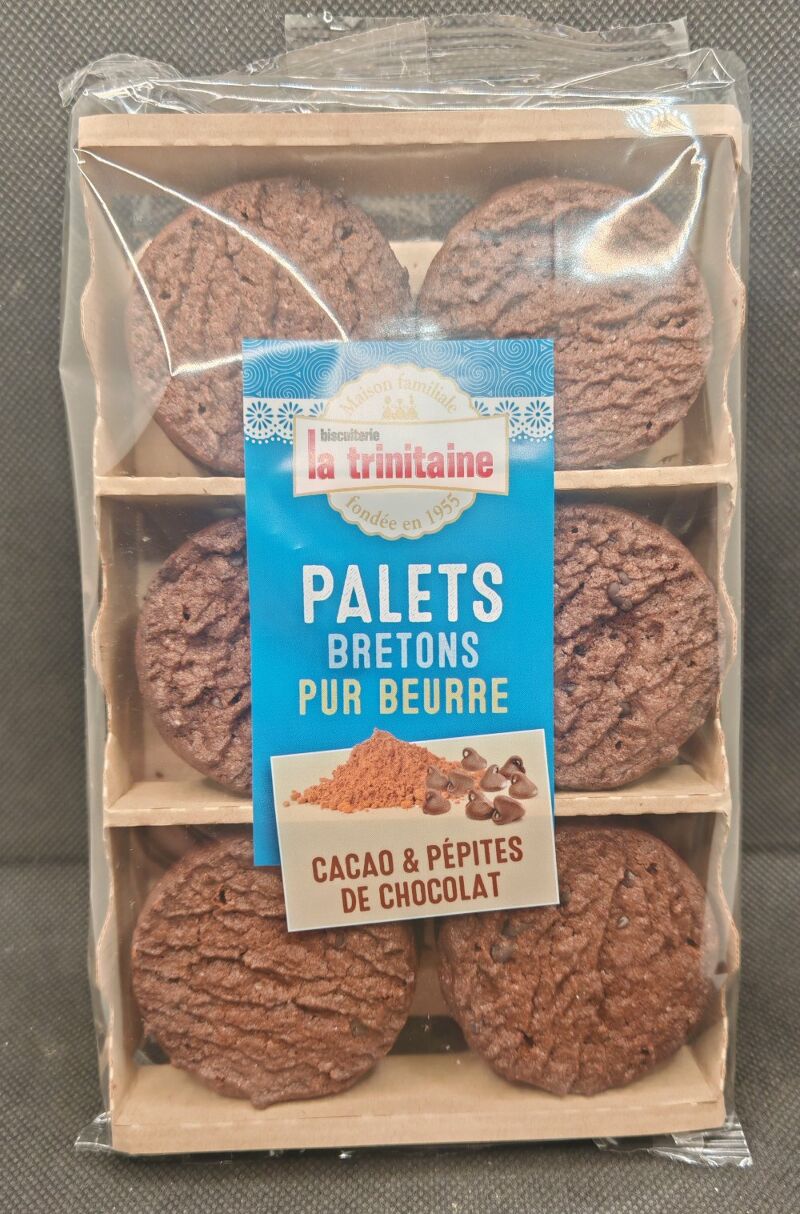 Maison familiale
biscuiterie
la trinitaine
fondée en 1955
PALETS
BRETONS
PUR BEURRE
CACAO & PÉPITES
DE CHOCOLAT